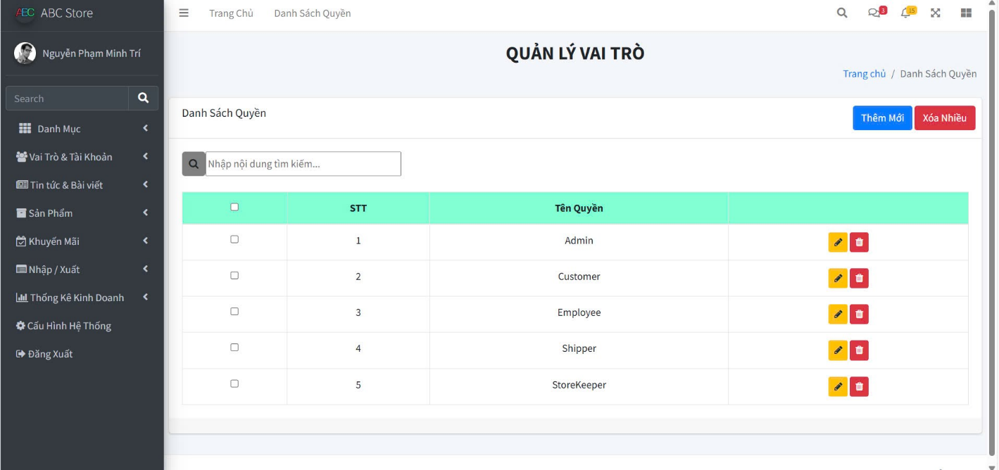 AEC ABC Store
Trang Chủ Danh Sách Quyền
3 15
Nguyễn Phạm Minh Trí
Search
Danh Mục
Vai Trò & Tài Khoản
Tin tức & Bài viết
Sản Phẩm
Khuyến Mãi
Nhập / Xuất
Thống Kê Kinh Doanh
Cấu Hình Hệ Thống
Đăng Xuất
QUẢN LÝ VAI TRÒ
Trang chủ / Danh Sách Quyền
Danh Sách Quyền
Thêm Mới Xóa Nhiều
Nhập nội dung tìm kiếm...
STT Tên Quyền
1 Admin
2 Customer
3 Employee
4 Shipper
5 StoreKeeper